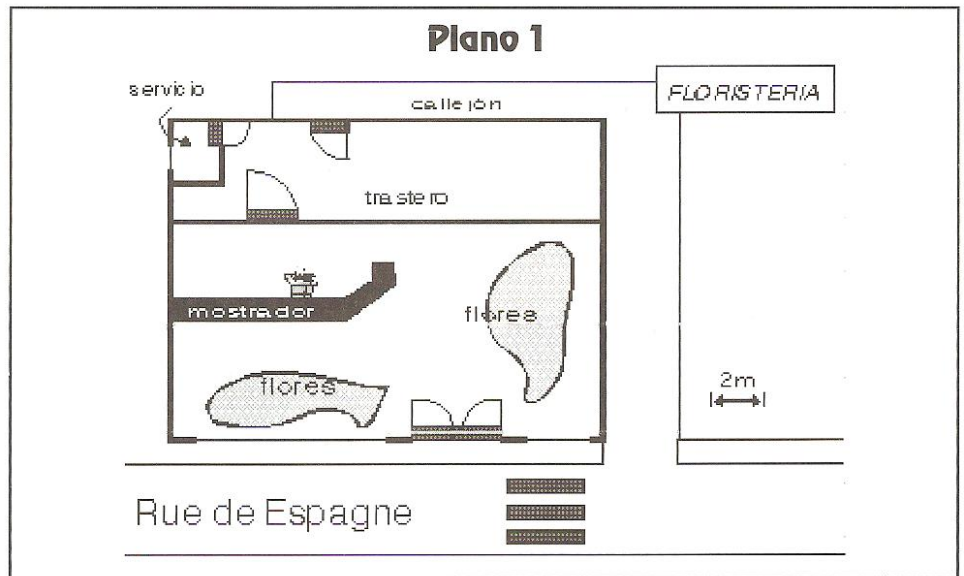 Plano 1
servicio
callejón
FLORISTERIA
trastero
mostrador
flores
flores
2m
Rue de Espagne